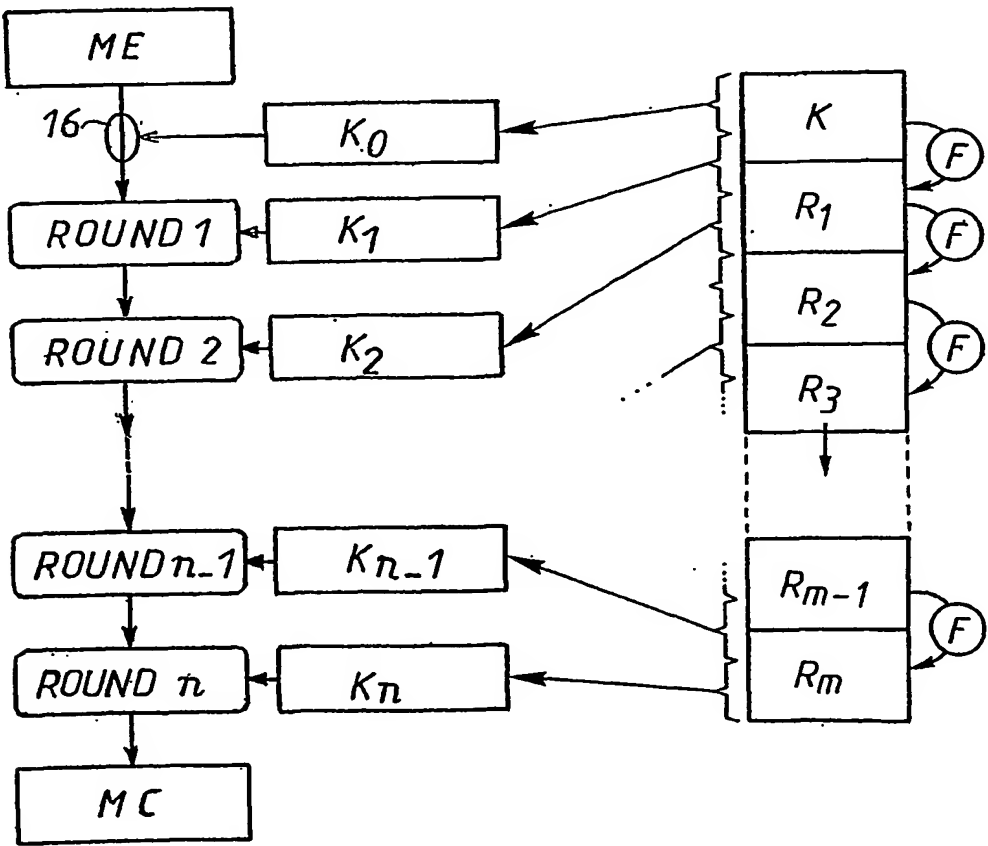 ME
16
K0
K
F
ROUND 1
K1
R1
F
ROUND 2
K2
R2
F
R3
ROUND n-1
Kn-1
Rm-1
F
ROUND n
Kn
Rm
MC